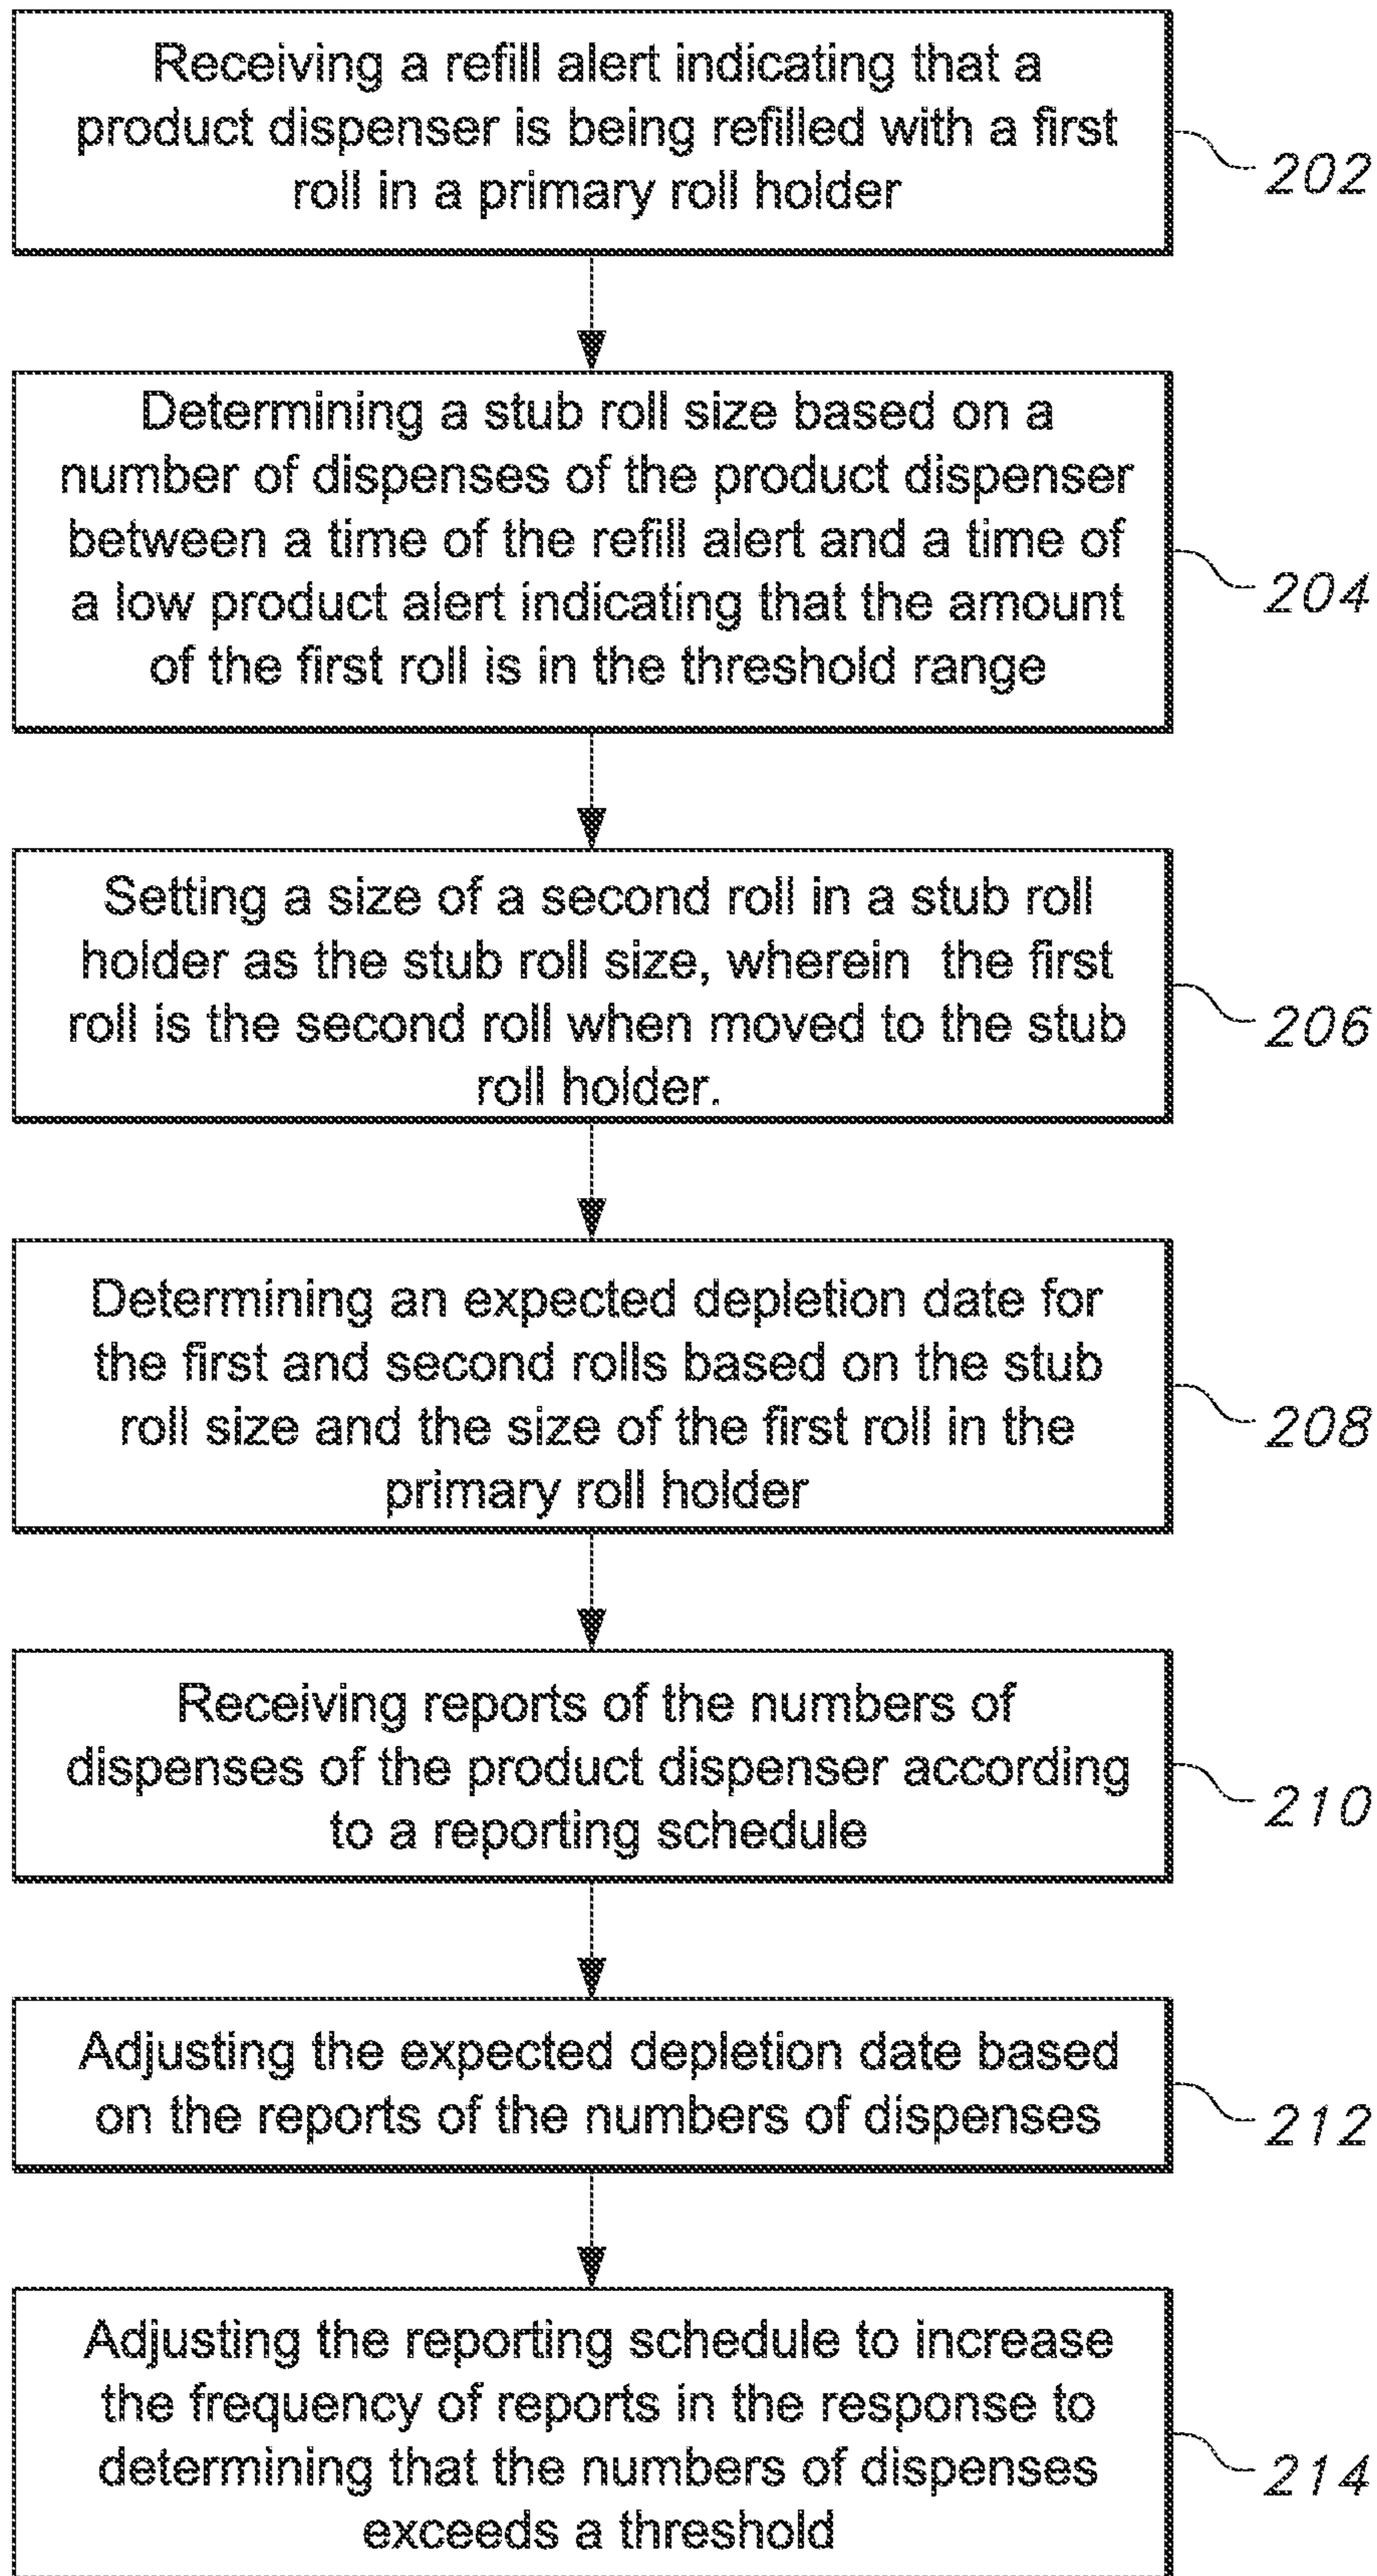 Receiving a refill alert indicating that a
product dispenser is being refilled with a first
roll in a primary roll holder
202
Determining a stub roll size based on a
number of dispenses of the product dispenser
between a time of the refill alert and a time of
a low product alert indicating that the amount
of the first roll is in the threshold range
204
Setting a size of a second roll in a stub roll
holder as the stub roll size, wherein the first
roll is the second roll when moved to the stub
roll holder.
206
Determining an expected depletion date for
the first and second rolls based on the stub
roll size and the size of the first roll in the
primary roll holder
208
Receiving reports of the numbers of
dispenses of the product dispenser according
to a reporting schedule
210
Adjusting the expected depletion date based
on the reports of the numbers of dispenses
212
Adjusting the reporting schedule to increase
the frequency of reports in the response to
determining that the numbers of dispenses
exceeds a threshold
214